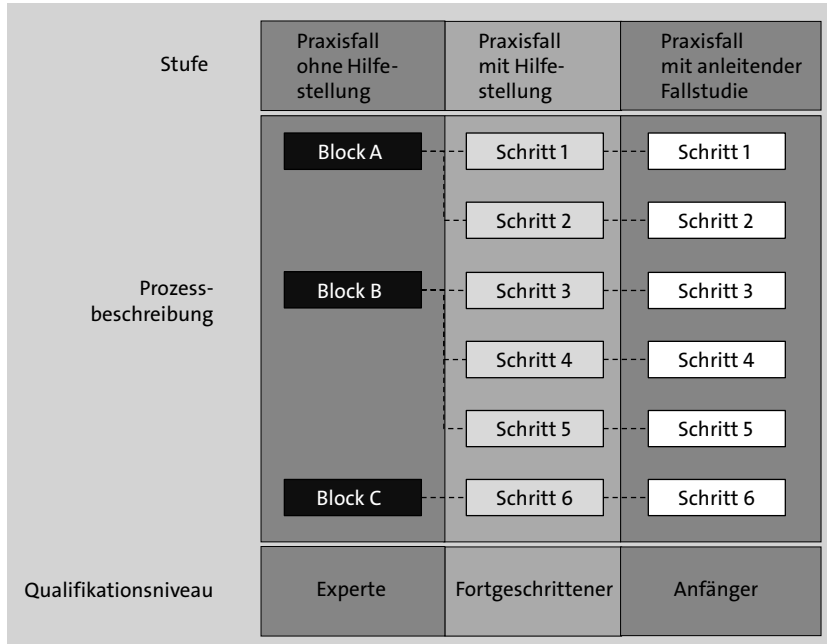 Stufe
Praxisfall
ohne Hilfe-
stellung
Praxisfall
mit Hilfe-
stellung
Praxisfall
mit anleitender
Fallstudie
Prozess-
beschreibung
Block A
Schritt 1
Schritt 1
Schritt 2
Schritt 2
Block B
Schritt 3
Schritt 3
Schritt 4
Schritt 4
Schritt 5
Schritt 5
Block C
Schritt 6
Schritt 6
Qualifikationsniveau
Experte
Fortgeschrittener
Anfänger